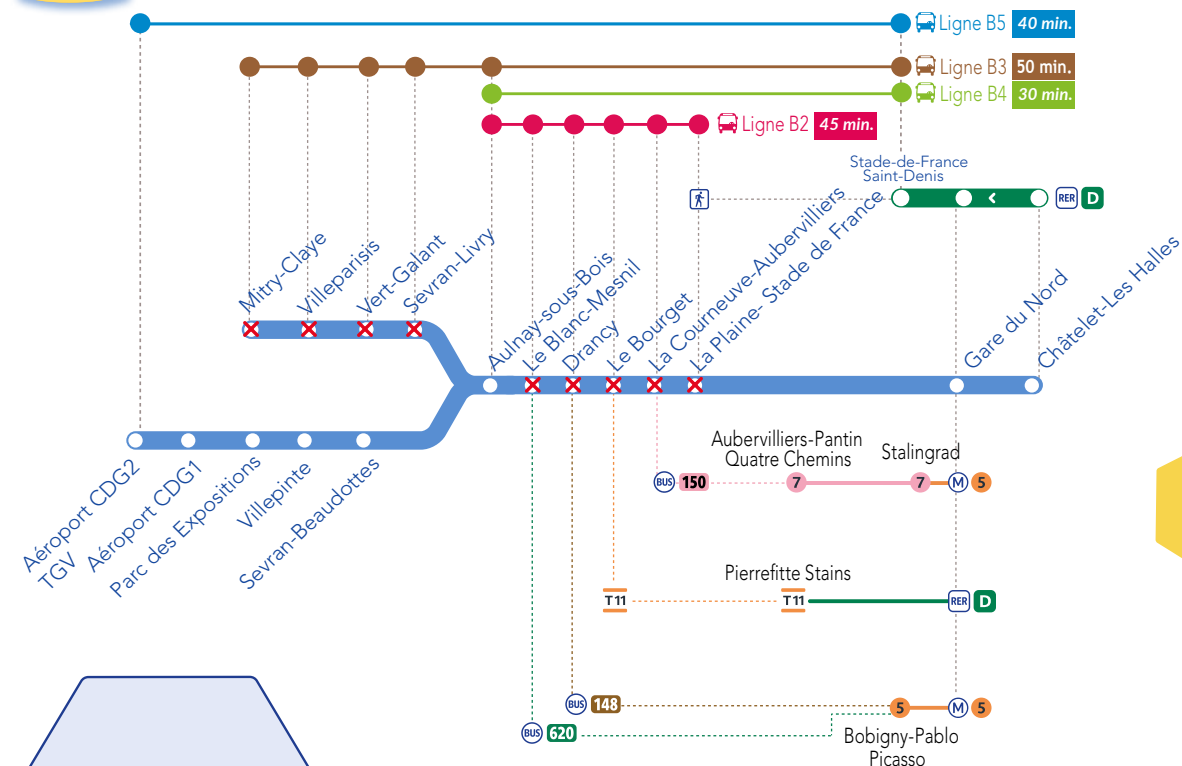 Ligne B5 40 min.
Ligne B3 50 min.
Ligne B4 30 min.
Ligne B2 45 min.
Stade-de-France
Saint-Denis
RER D
Mitry-Claye
Villeparisis
Vert-Galant
Sevran-Livry
Aulnay-sous-Bois
Le Blanc-Mesnil
Drancy
Le Bourget
La Courneuve-Aubervilliers
La Plaine- Stade de France
Gare du Nord
Châtelet-Les Halles
Aéroport CDG2
TGV
Aéroport CDG1
Parc des Expositions
Villepinte
Sevran-Beaudottes
Aubervilliers-Pantin
Quatre Chemins
Stalingrad
BUS 150 7 7 M 5
Pierrefitte Stains
T11 T11 RER D
BUS 148 5 M 5
BUS 620
Bobigny-Pablo
Picasso